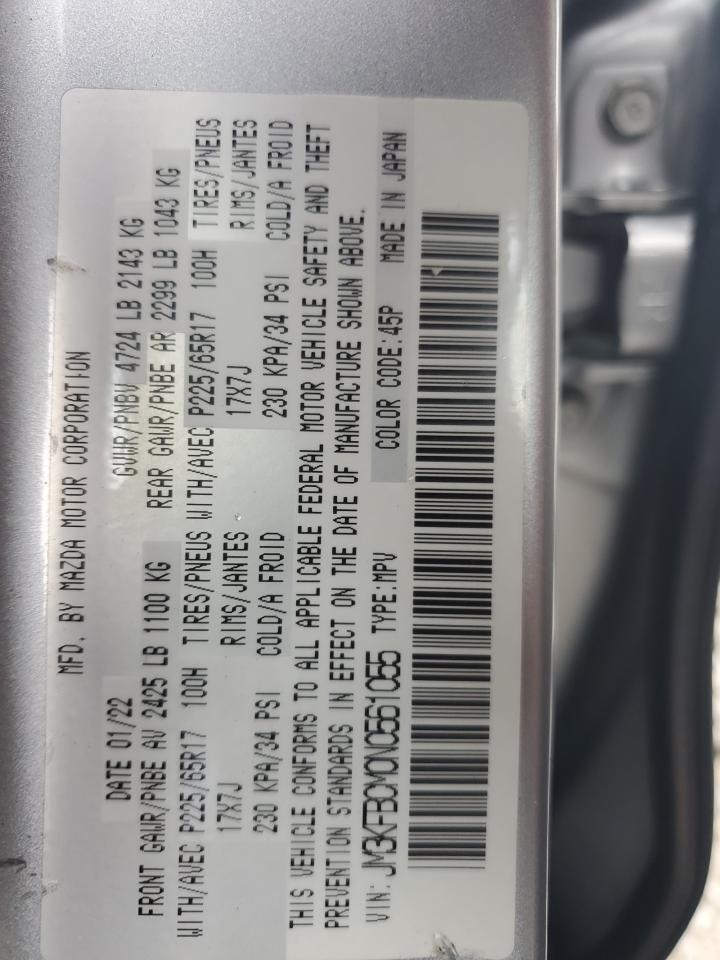 MFD. BY MAZDA MOTOR CORPORATION
DATE 01/22 GVWR/PNBV 4724 LB 2143 KG
FRONT GAWR/PNBE AV 2425 LB 1100 KG REAR GAWR/PNBE AR 2299 LB 1043 KG
WITH/AVEC P225/65R17 100H TIRES/PNEUS WITH/AVEC P225/65R17 100H TIRES/PNEUS
17X7J RIMS/JANTES 17X7J RIMS/JANTES
230 KPA/34 PSI COLD/A FROID 230 KPA/34 PSI COLD/A FROID
THIS VEHICLE CONFORMS TO ALL APPLICABLE FEDERAL MOTOR VEHICLE SAFETY AND THEFT
PREVENTION STANDARDS IN EFFECT ON THE DATE OF MANUFACTURE SHOWN ABOVE.
VIN: JM3KFBCM0N0561055 TYPE:MPV COLOR CODE:45P MADE IN JAPAN